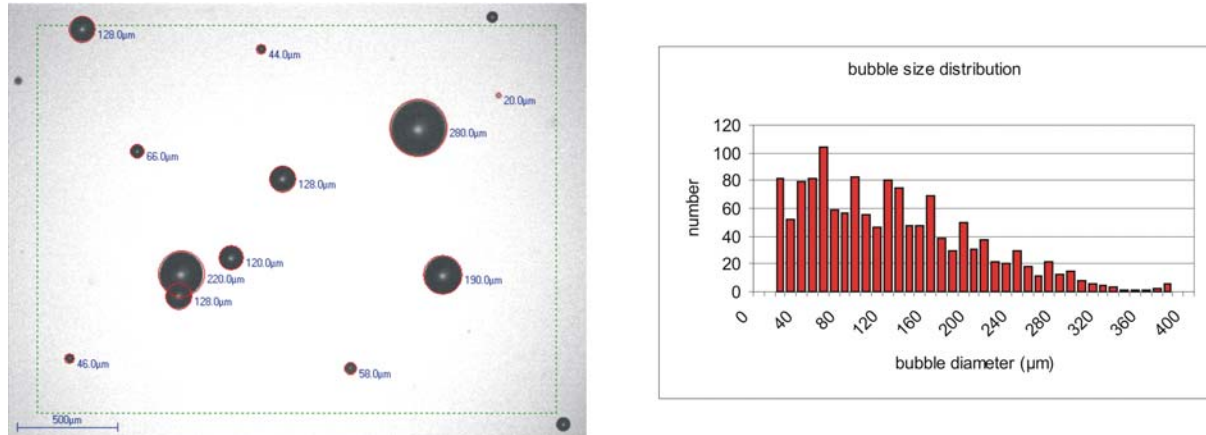 128.0µm
44.0µm
20.0µm
280.0µm
66.0µm
128.0µm
120.0µm
220.0µm
190.0µm
128.0µm
46.0µm
58.0µm
500µm
bubble size distribution
number
120
100
80
60
40
20
0
0 40 80 120 160 200 240 280 320 360 400
bubble diameter (µm)